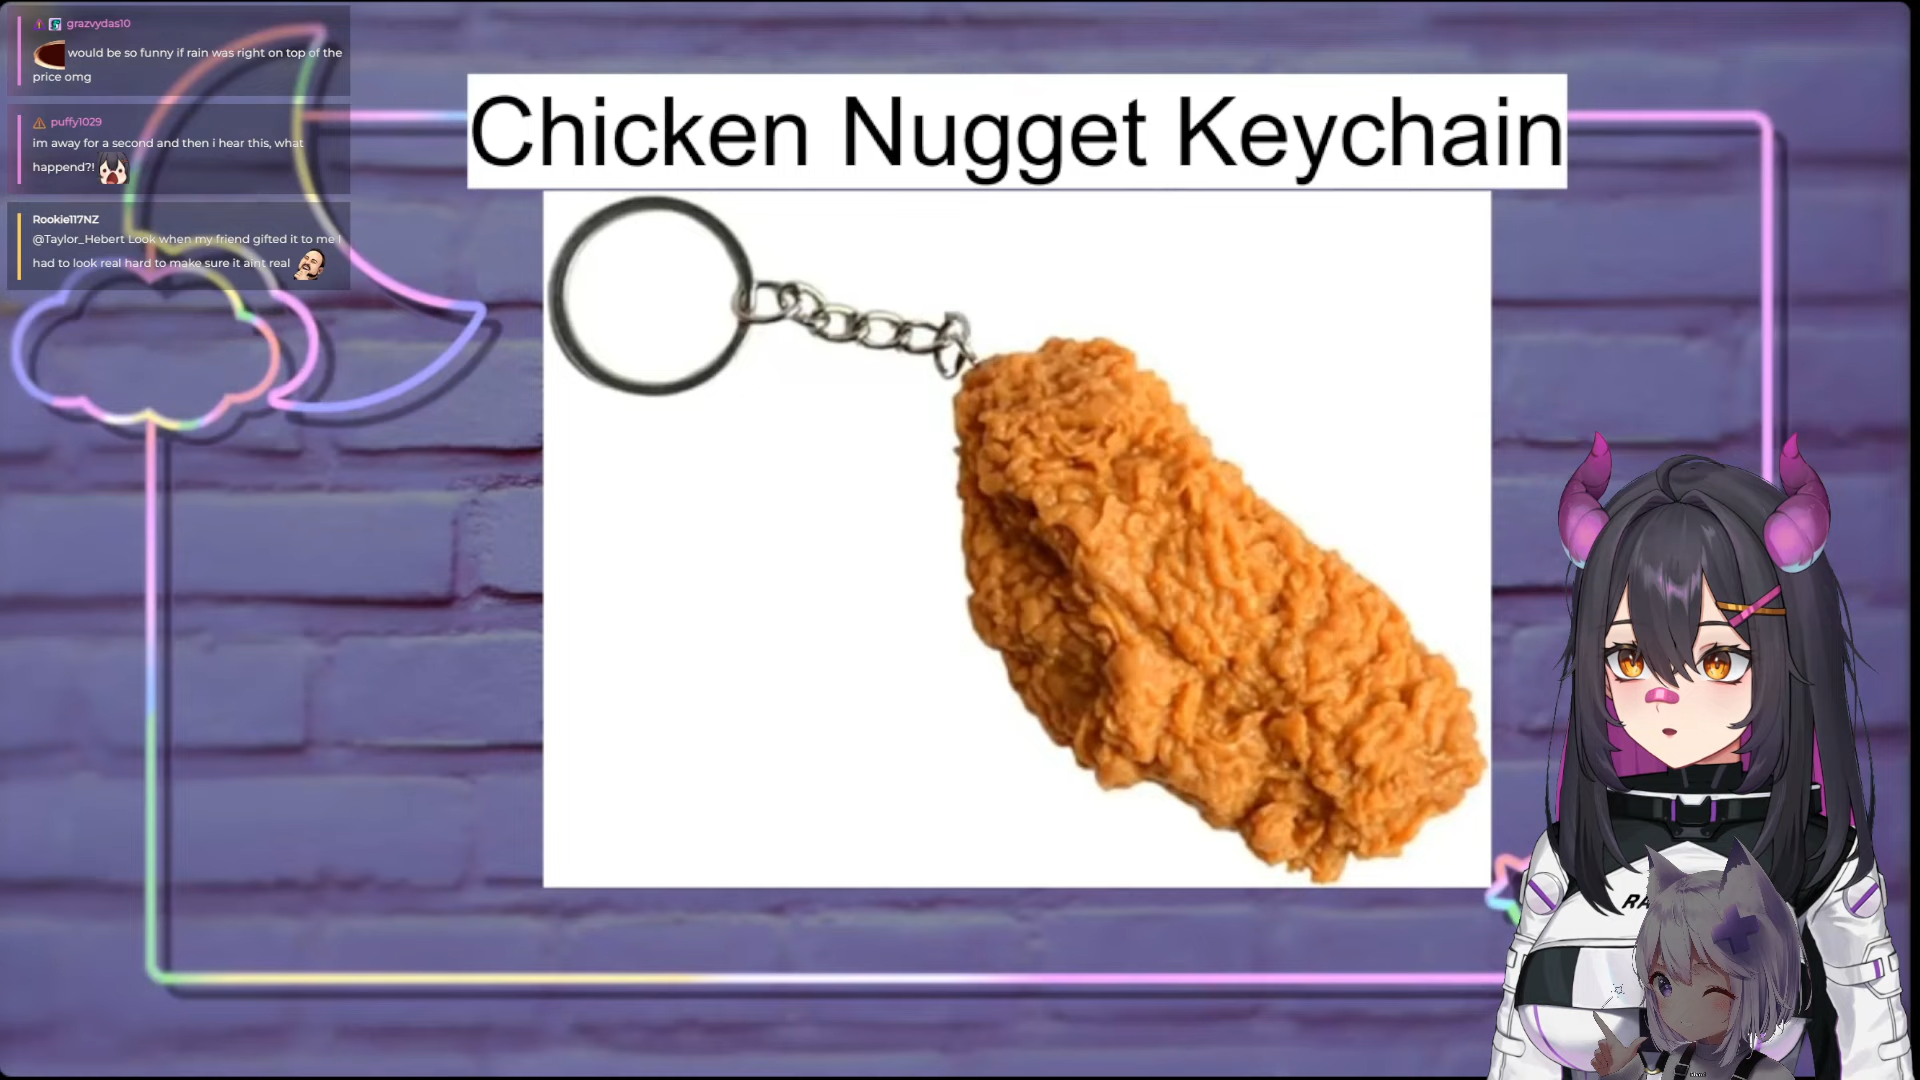 grazvydas10
would be so funny if rain was right on top of the
price omg
puffy1029
im away for a second and then i hear this, what
happend?!
Rookie117NZ
@Taylor_Hebert Look when my friend gifted it to me I
had to look real hard to make sure it aint real
Chicken Nugget Keychain